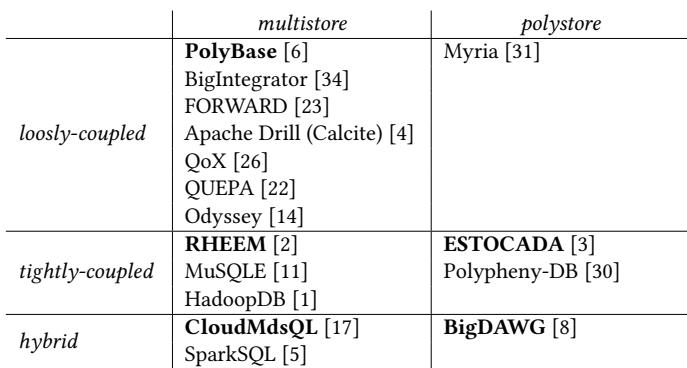 multistore polystore
PolyBase [6] Myria [31]
BigIntegrator [34]
FORWARD [23]
loosly-coupled Apache Drill (Calcite) [4]
QoX [26]
QUEPA [22]
Odyssey [14]
RHEEM [2] ESTOCADA [3]
tightly-coupled MuSQLE [11] Polypheny-DB [30]
HadoopDB [1]
CloudMdsQL [17] BigDAWG [8]
hybrid
SparkSQL [5]